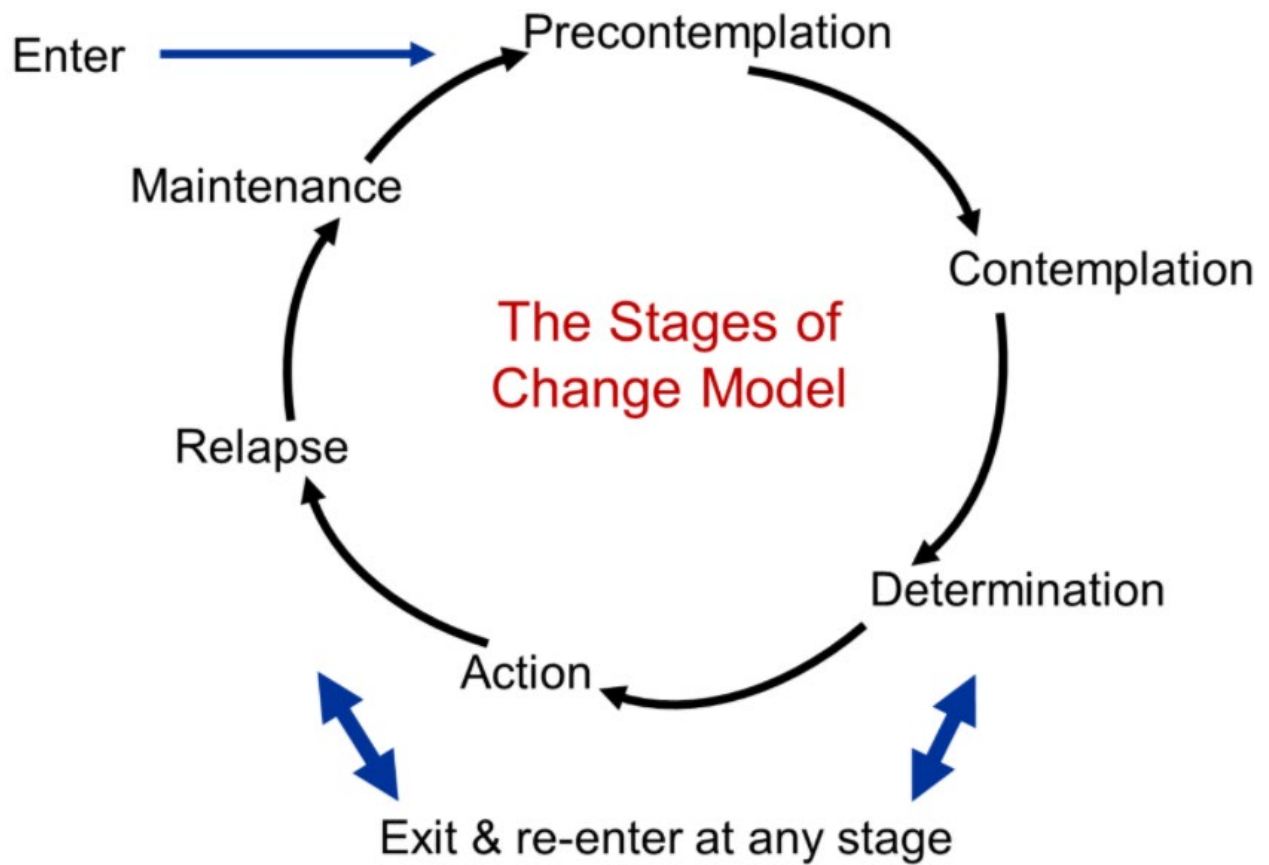 Enter
Precontemplation
Contemplation
Determination
Action
Relapse
Maintenance
The Stages of
Change Model
Exit & re-enter at any stage